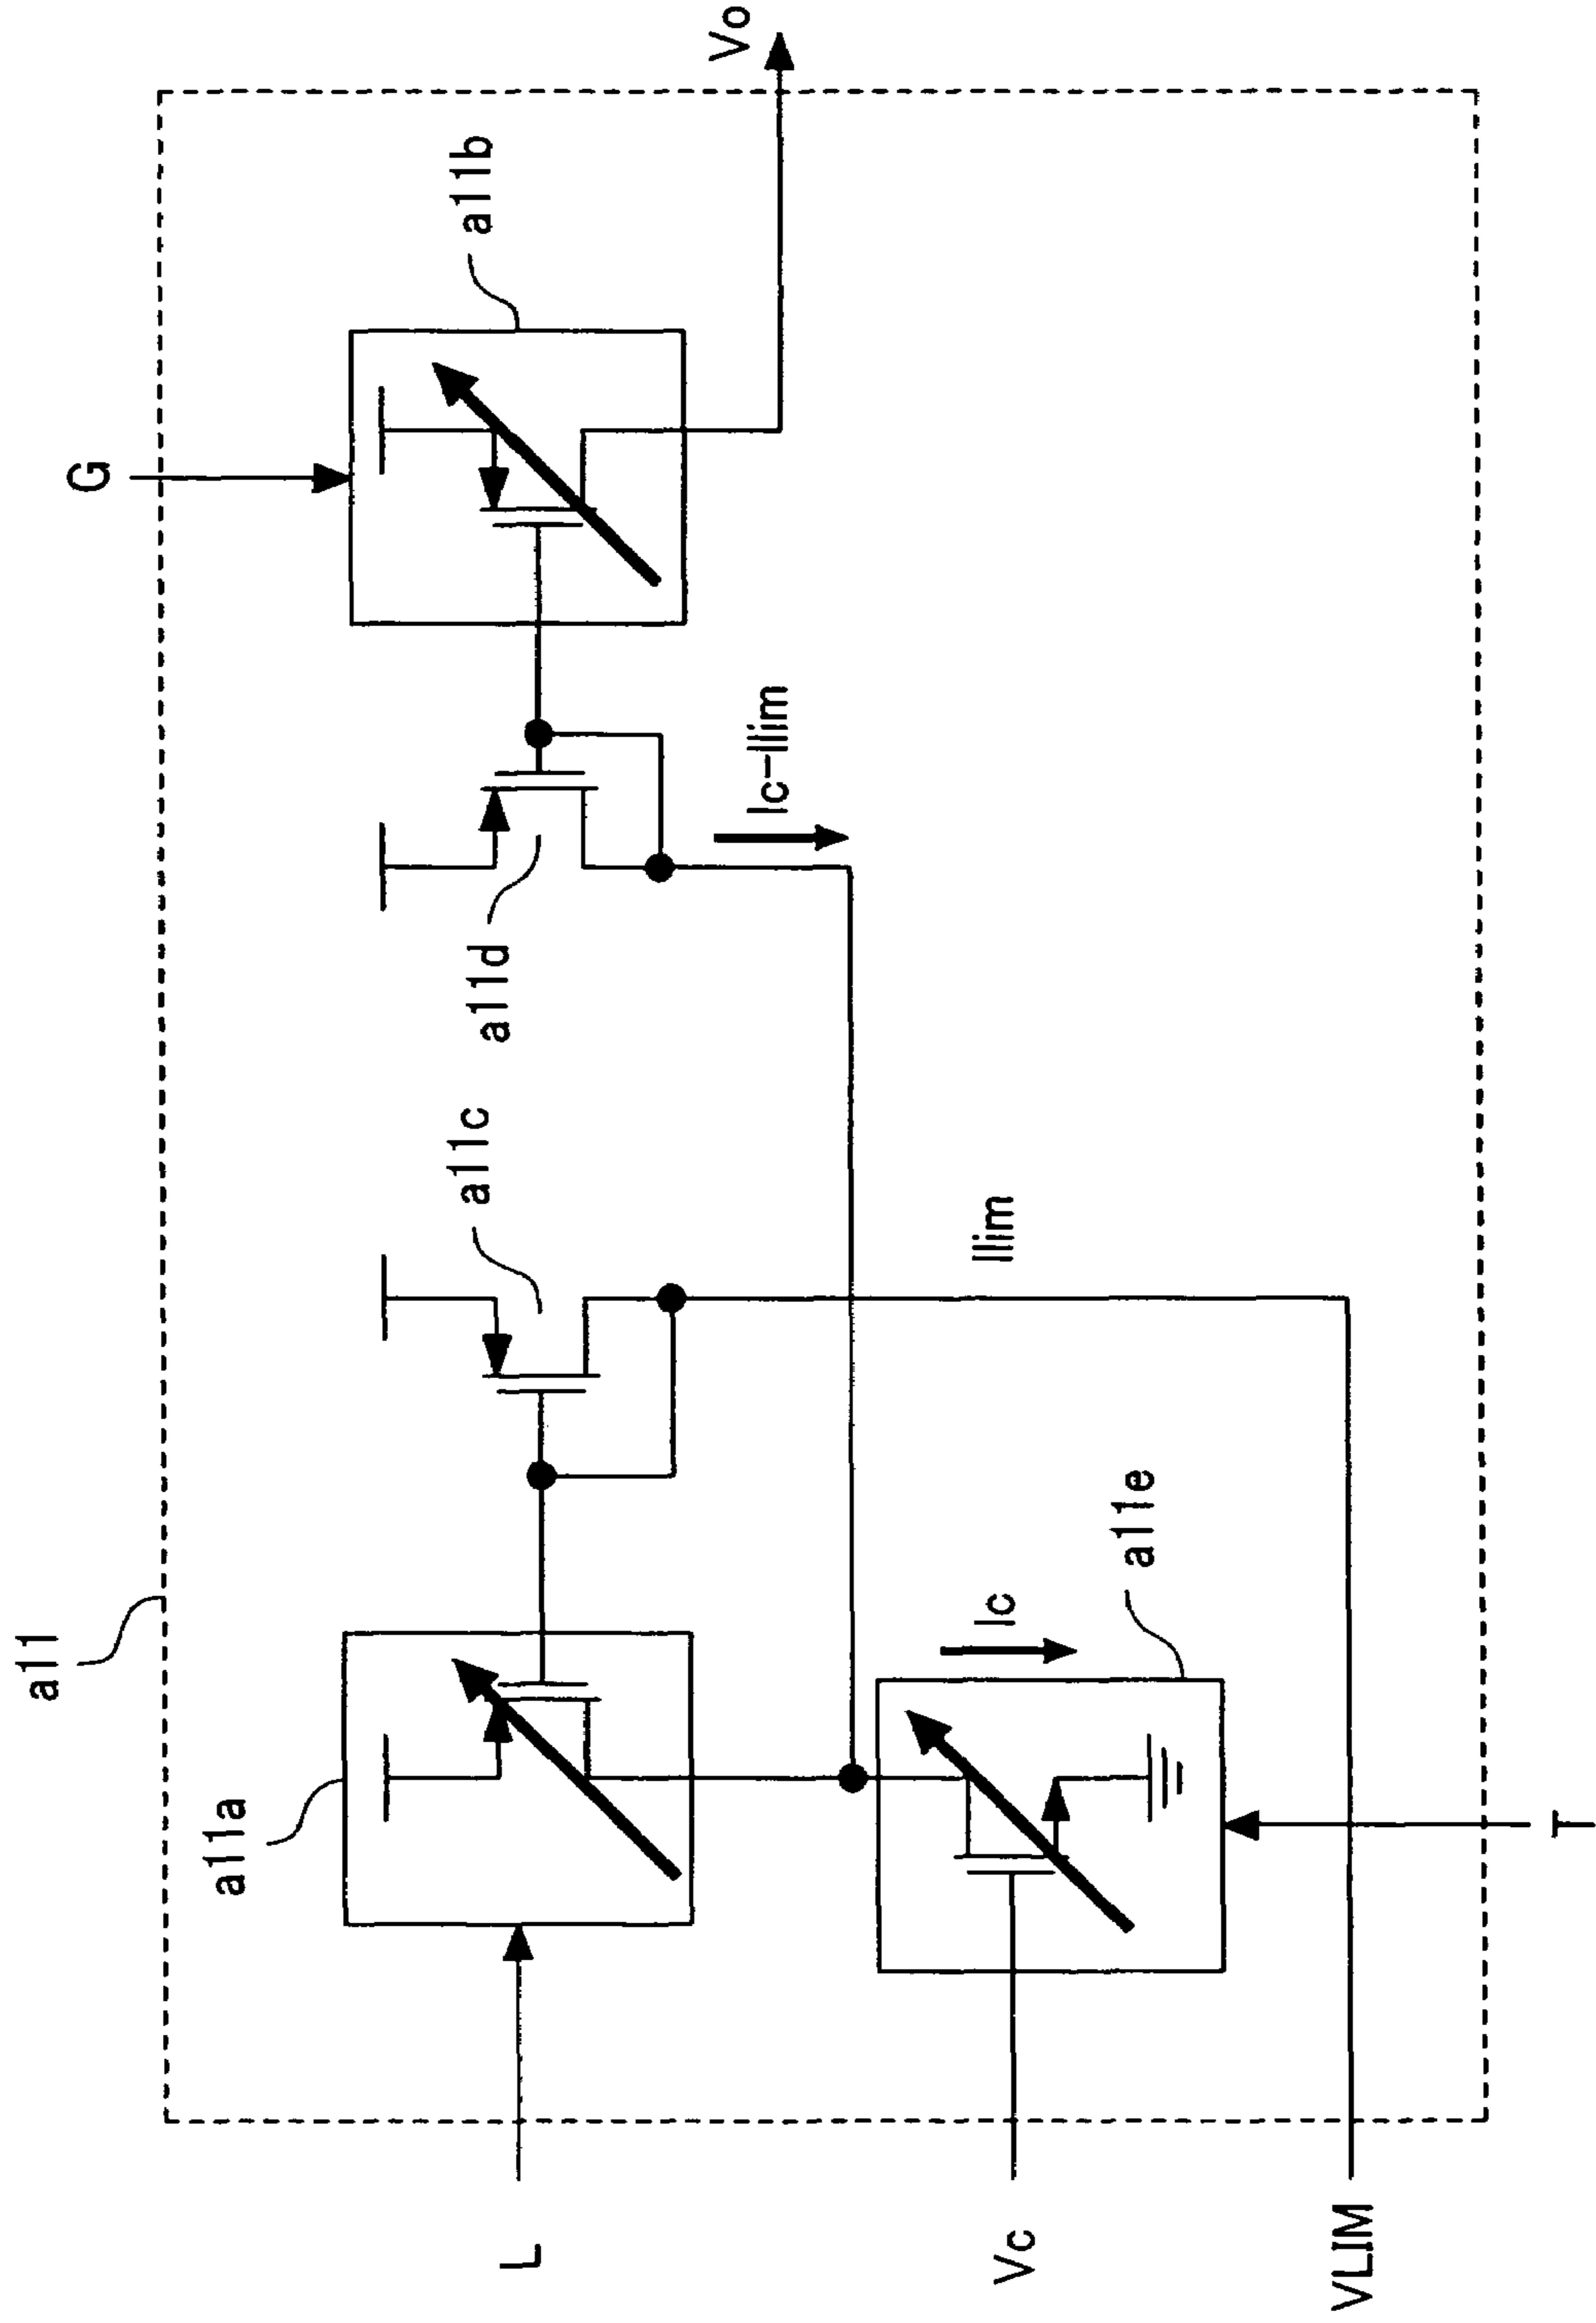 a11
G
a11a
a11c
a11d
a11b
Vo
L
Ic-Ilim
Ic
Ilim
a11e
Vc
VLIM
T